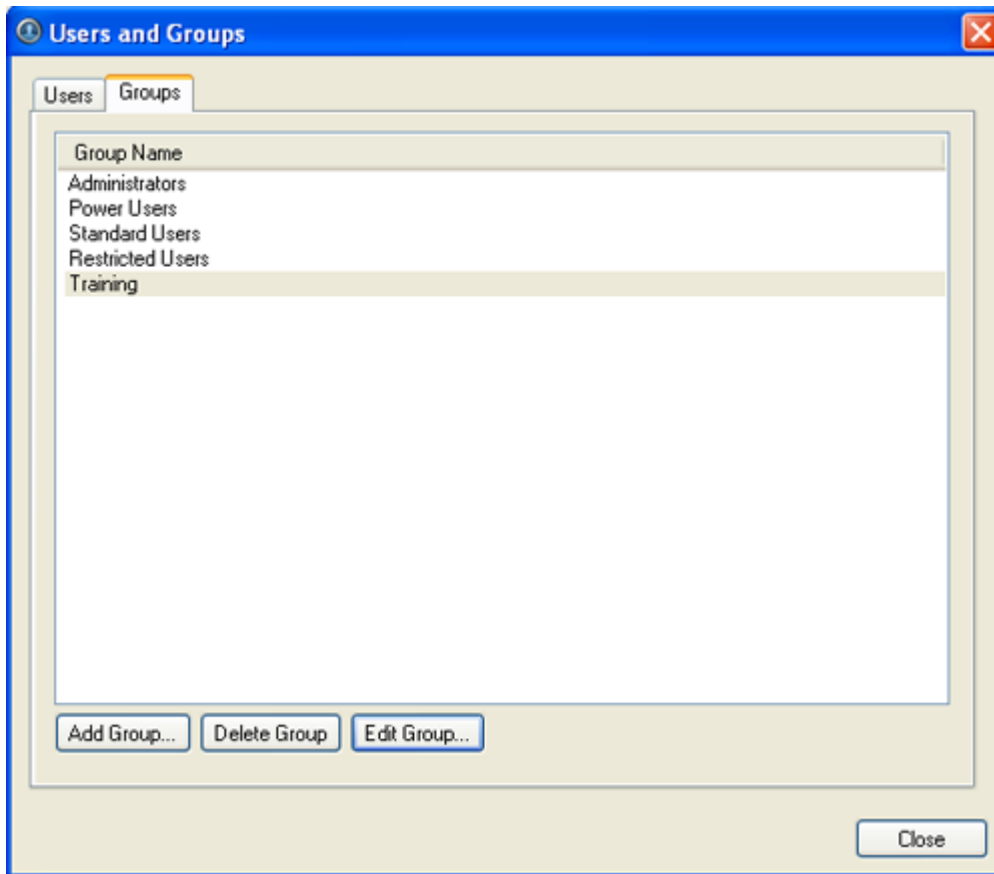 Users and Groups
Users Groups
Group Name
Administrators
Power Users
Standard Users
Restricted Users
Training
Add Group... Delete Group Edit Group...
Close